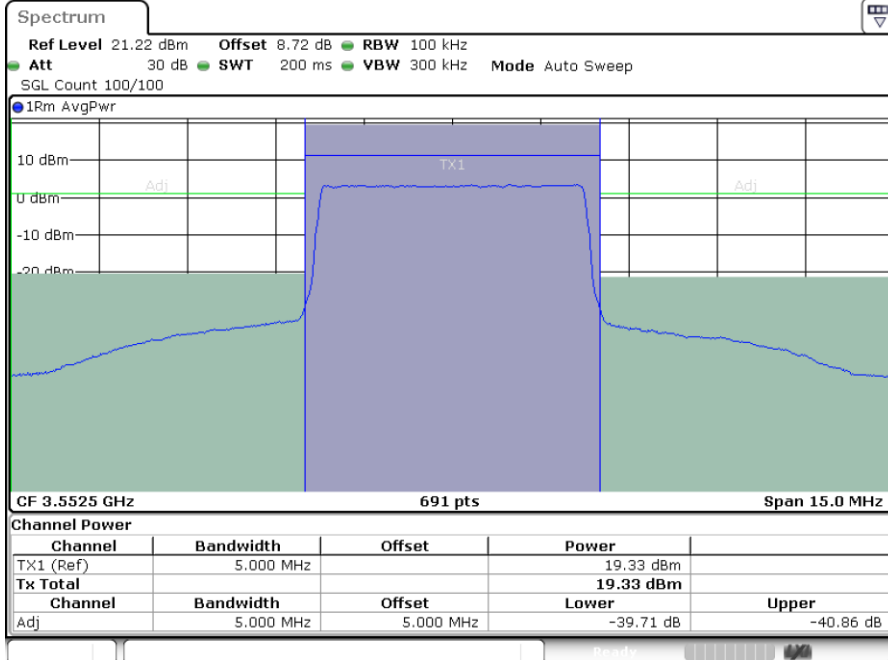 Spectrum
Ref Level 21.22 dBm Offset 8.72 dB RBW 100 kHz
Att 30 dB SWT 200 ms VBW 300 kHz Mode Auto Sweep
SGL Count 100/100
1Rm AvgPwr
10 dBm
TX1
Adj Adj
0 dBm
-10 dBm
-20 dBm
CF 3.5525 GHz 691 pts Span 15.0 MHz
Channel Power
Channel Bandwidth Offset Power
TX1 (Ref) 5.000 MHz 19.33 dBm
Tx Total 19.33 dBm
Channel Bandwidth Offset Lower Upper
Adj 5.000 MHz 5.000 MHz -39.71 dB -40.86 dB
Ready